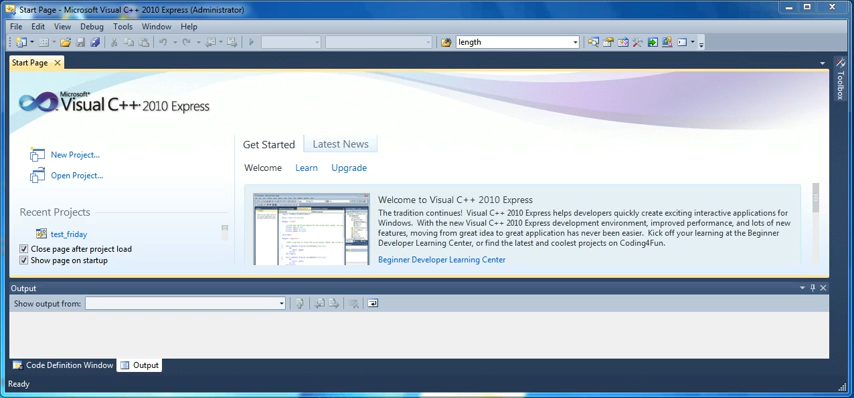 Start Page - Microsoft Visual C++ 2010 Express (Administrator)
File Edit View Debug Tools Window Help
length
Start Page
Toolbox
Microsoft®
Visual C++ 2010 Express
Get Started Latest News
New Project...
Welcome Learn Upgrade
Open Project...
Welcome to Visual C++ 2010 Express
The tradition continues! Visual C++ 2010 Express helps developers quickly create exciting interactive applications for
Windows. With the new Visual C++ 2010 Express development environment, improved performance, and lots of new
features, moving from great idea to great application has never been easier. Kick off your learning at the Beginner
Developer Learning Center, or find the latest and coolest projects on Coding4Fun.
Beginner Developer Learning Center
Recent Projects
test_friday
Close page after project load
Show page on startup
Output
Show output from:
Code Definition Window Output
Ready